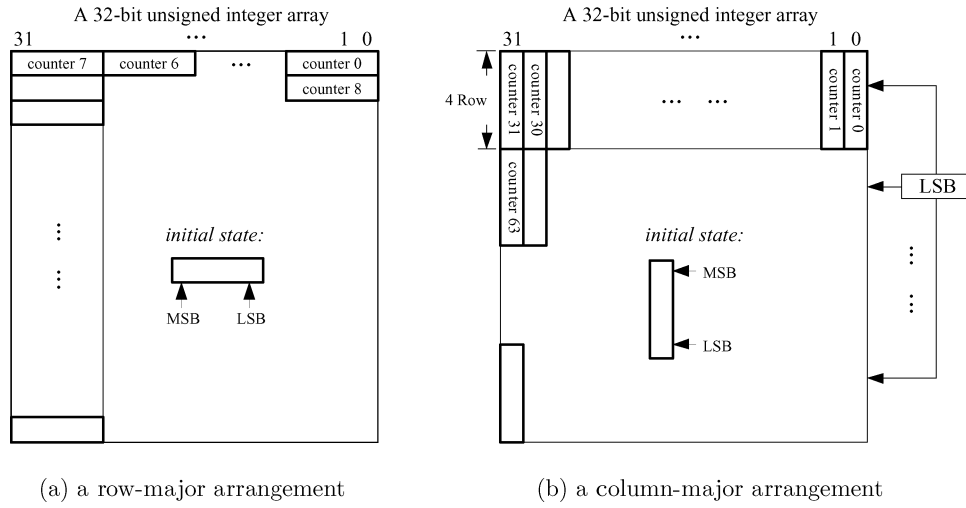 A 32-bit unsigned integer array
31 ... 1 0
counter 7 counter 6 ... counter 0
counter 8
...
...
initial state:
MSB LSB
(a) a row-major arrangement
A 32-bit unsigned integer array
31 ... 1 0
4 Row
counter 31
counter 30
... ...
counter 1
counter 0
counter 63
LSB
initial state:
...
...
MSB
LSB
(b) a column-major arrangement